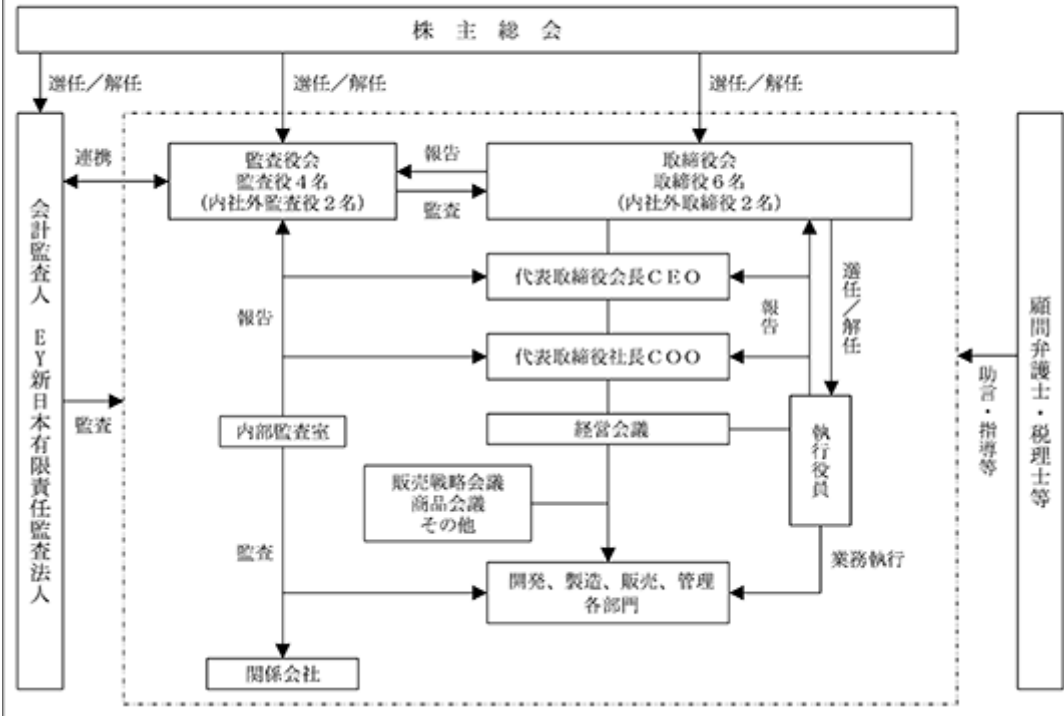 株主総会
選任／解任
選任／解任
選任／解任
会計監査人 EY新日本有限責任監査法人
連携
監査役会
監査役4名
(内社外監査役2名)
報告
監査
取締役会
取締役6名
(内社外取締役2名)
代表取締役会長CEO
選任／解任
報告
報告
代表取締役社長COO
顧問弁護士・税理士等
助言・指導等
監査
内部監査室
経営会議
執行役員
販売戦略会議
商品会議
その他
監査
業務執行
開発、製造、販売、管理
各部門
関係会社